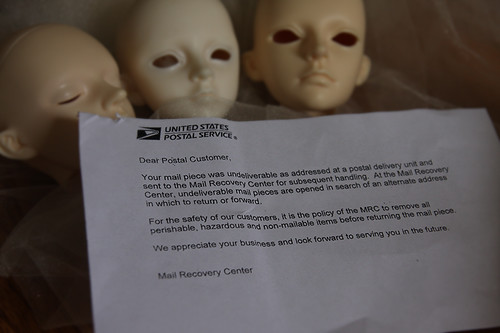 UNITED STATES
POSTAL SERVICE®
Dear Postal Customer,
Your mail piece was undeliverable as addressed at a postal delivery unit and
sent to the Mail Recovery Center for subsequent handling. At the Mail Recovery
Center, undeliverable mail pieces are opened in search of an alternate address
in which to return or forward.
For the safety of our customers, it is the policy of the MRC to remove all
perishable, hazardous and non-mailable items before returning the mail piece.
We appreciate your business and look forward to serving you in the future.
Mail Recovery Center